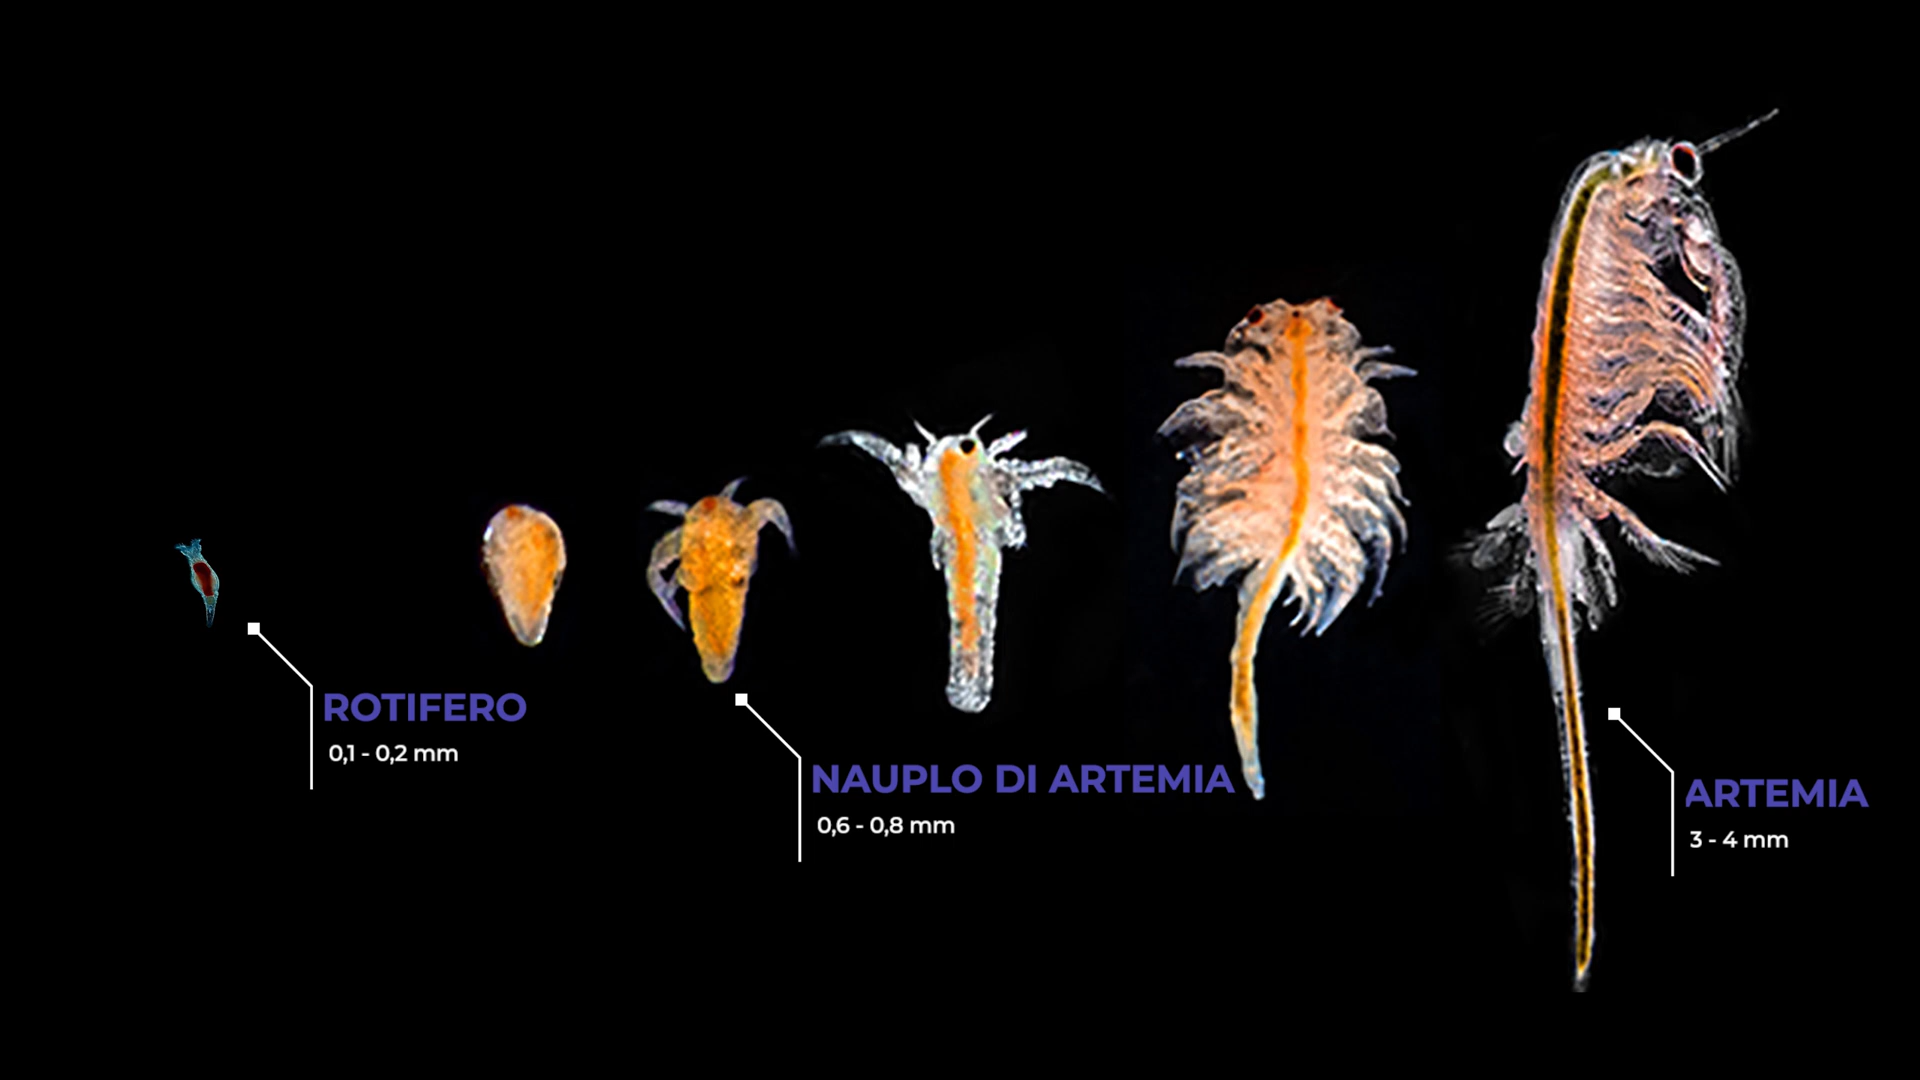 ROTIFERO
0,1 - 0,2 mm
NAUPLO DI ARTEMIA
0,6 - 0,8 mm
ARTEMIA
3 - 4 mm